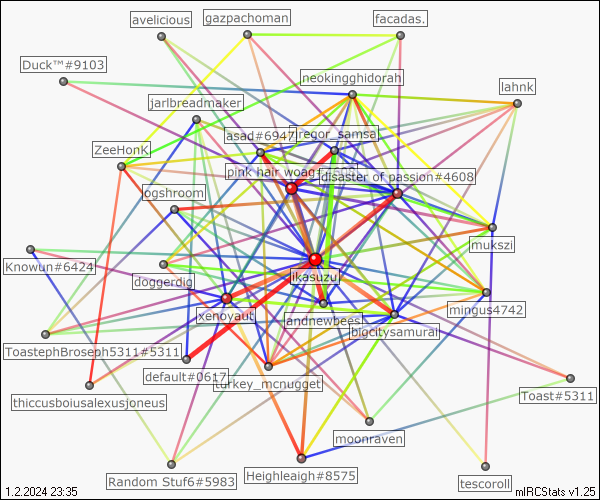 avelicious
gazpachoman
facadas.
Duck™#9103
neokingghidorah
lahnk
jarlbreadmaker
asad#6947
regor_samsa
ZeeHonK
pink hair woag
disaster of passion#4608
ogshroom
mukszi
Knowun#6424
doggerdig
ikasuzu
mingus4742
xenovaut
andnewbees
bigcitysamurai
ToastephBroseph5311#5311
default#0617
turkey_mcnugget
Toast#5311
thiccusboiusalexusjoneus
moonraven
Random Stuf6#5983
Heighleaigh#8575
tescoroll
1.2.2024 23:35
mIRCStats v1.25